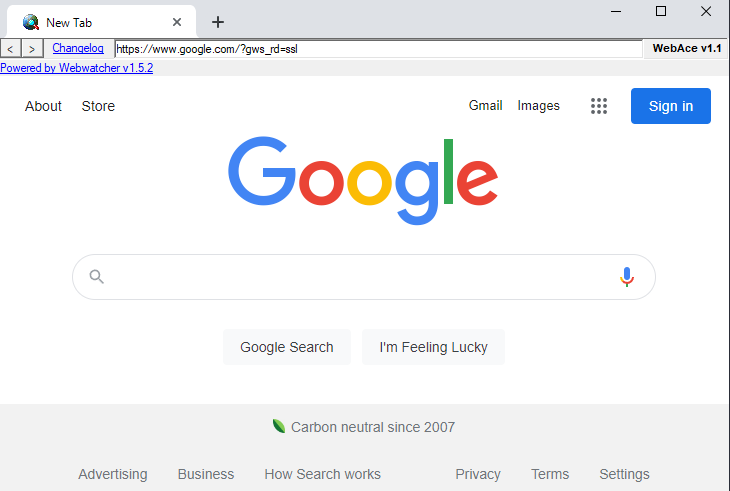 New Tab
< > Changelog https://www.google.com/?gws_rd=ssl WebAce v1.1
Powered by Webwatcher v1.5.2
About Store Gmail Images Sign in
Google
Google Search I'm Feeling Lucky
Carbon neutral since 2007
Advertising Business How Search works Privacy Terms Settings